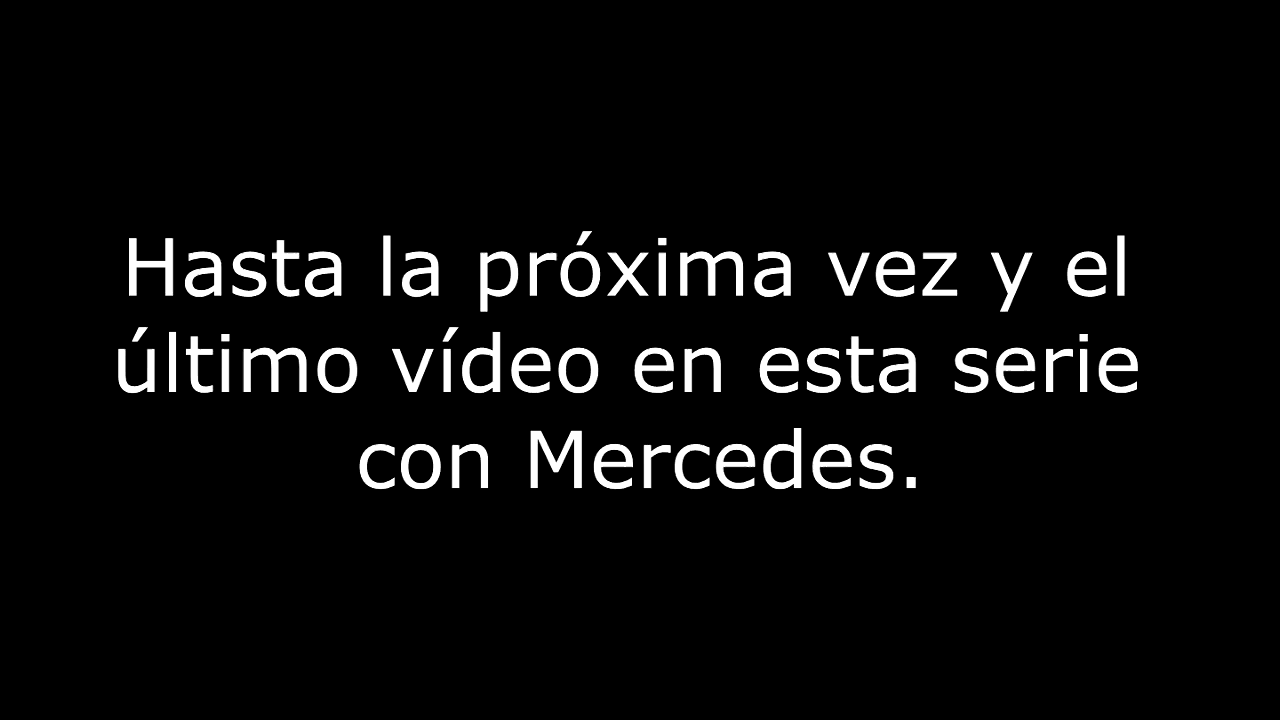 Hasta la próxima vez y el
último vídeo en esta serie
con Mercedes.